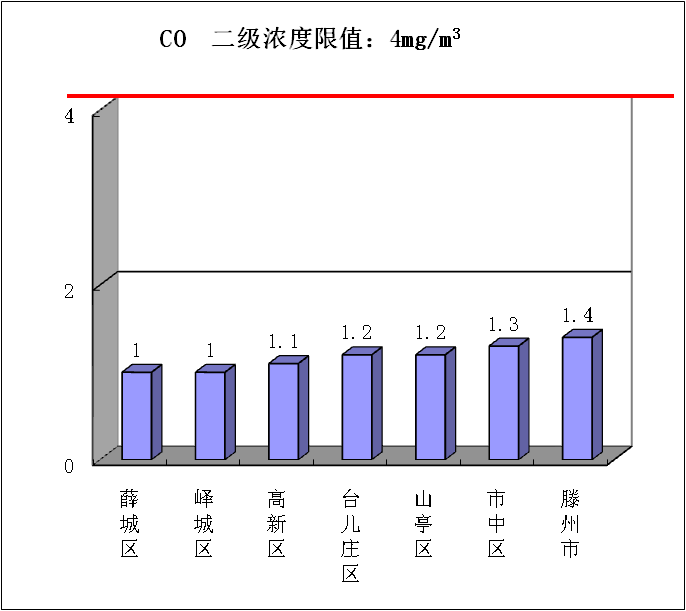 CO 二级浓度限值：4mg/m³
4
2
0
1
1
1.1
1.2
1.2
1.3
1.4
薛城区
峄城区
高新区
台儿庄区
山亭区
市中区
滕州市